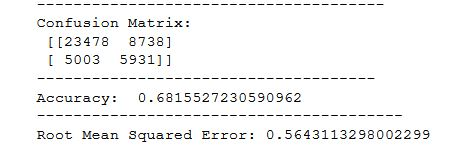 ---------------------------------------
Confusion Matrix:
[[23478  8738]
[ 5003  5931]]
--------------------------------------
Accuracy:  0.6815527230590962
-----------------------------------------
Root Mean Squared Error: 0.5643113298002299